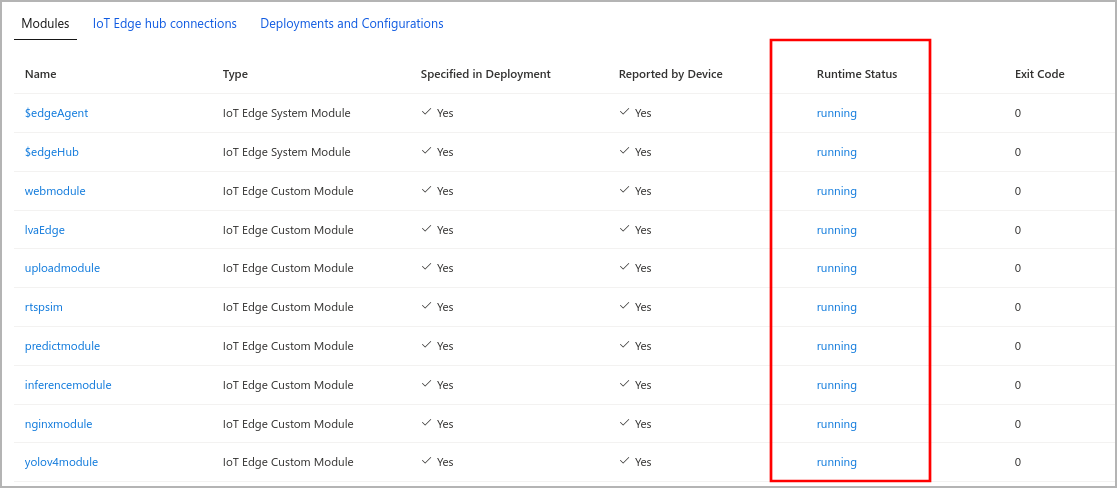 Modules IoT Edge hub connections Deployments and Configurations
Name Type Specified in Deployment Reported by Device Runtime Status Exit Code
$edgeAgent IoT Edge System Module Yes Yes running 0
$edgeHub IoT Edge System Module Yes Yes running 0
webmodule IoT Edge Custom Module Yes Yes running 0
lvaEdge IoT Edge Custom Module Yes Yes running 0
uploadmodule IoT Edge Custom Module Yes Yes running 0
rtspsim IoT Edge Custom Module Yes Yes running 0
predictmodule IoT Edge Custom Module Yes Yes running 0
inferencemodule IoT Edge Custom Module Yes Yes running 0
nginxmodule IoT Edge Custom Module Yes Yes running 0
yolov4module IoT Edge Custom Module Yes Yes running 0